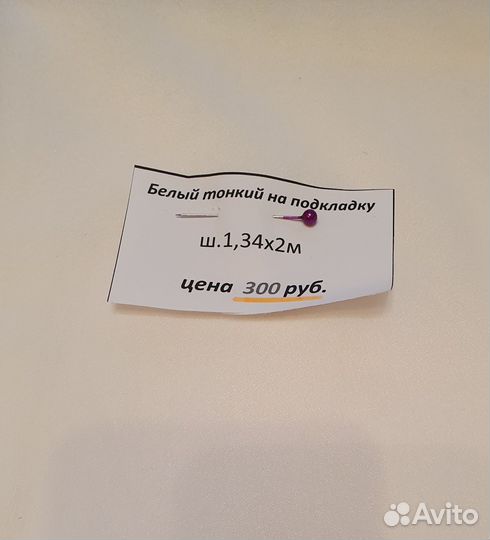 Белый тонкий на подкладку
ш.1,34х2м
цена 300 руб.
Avito